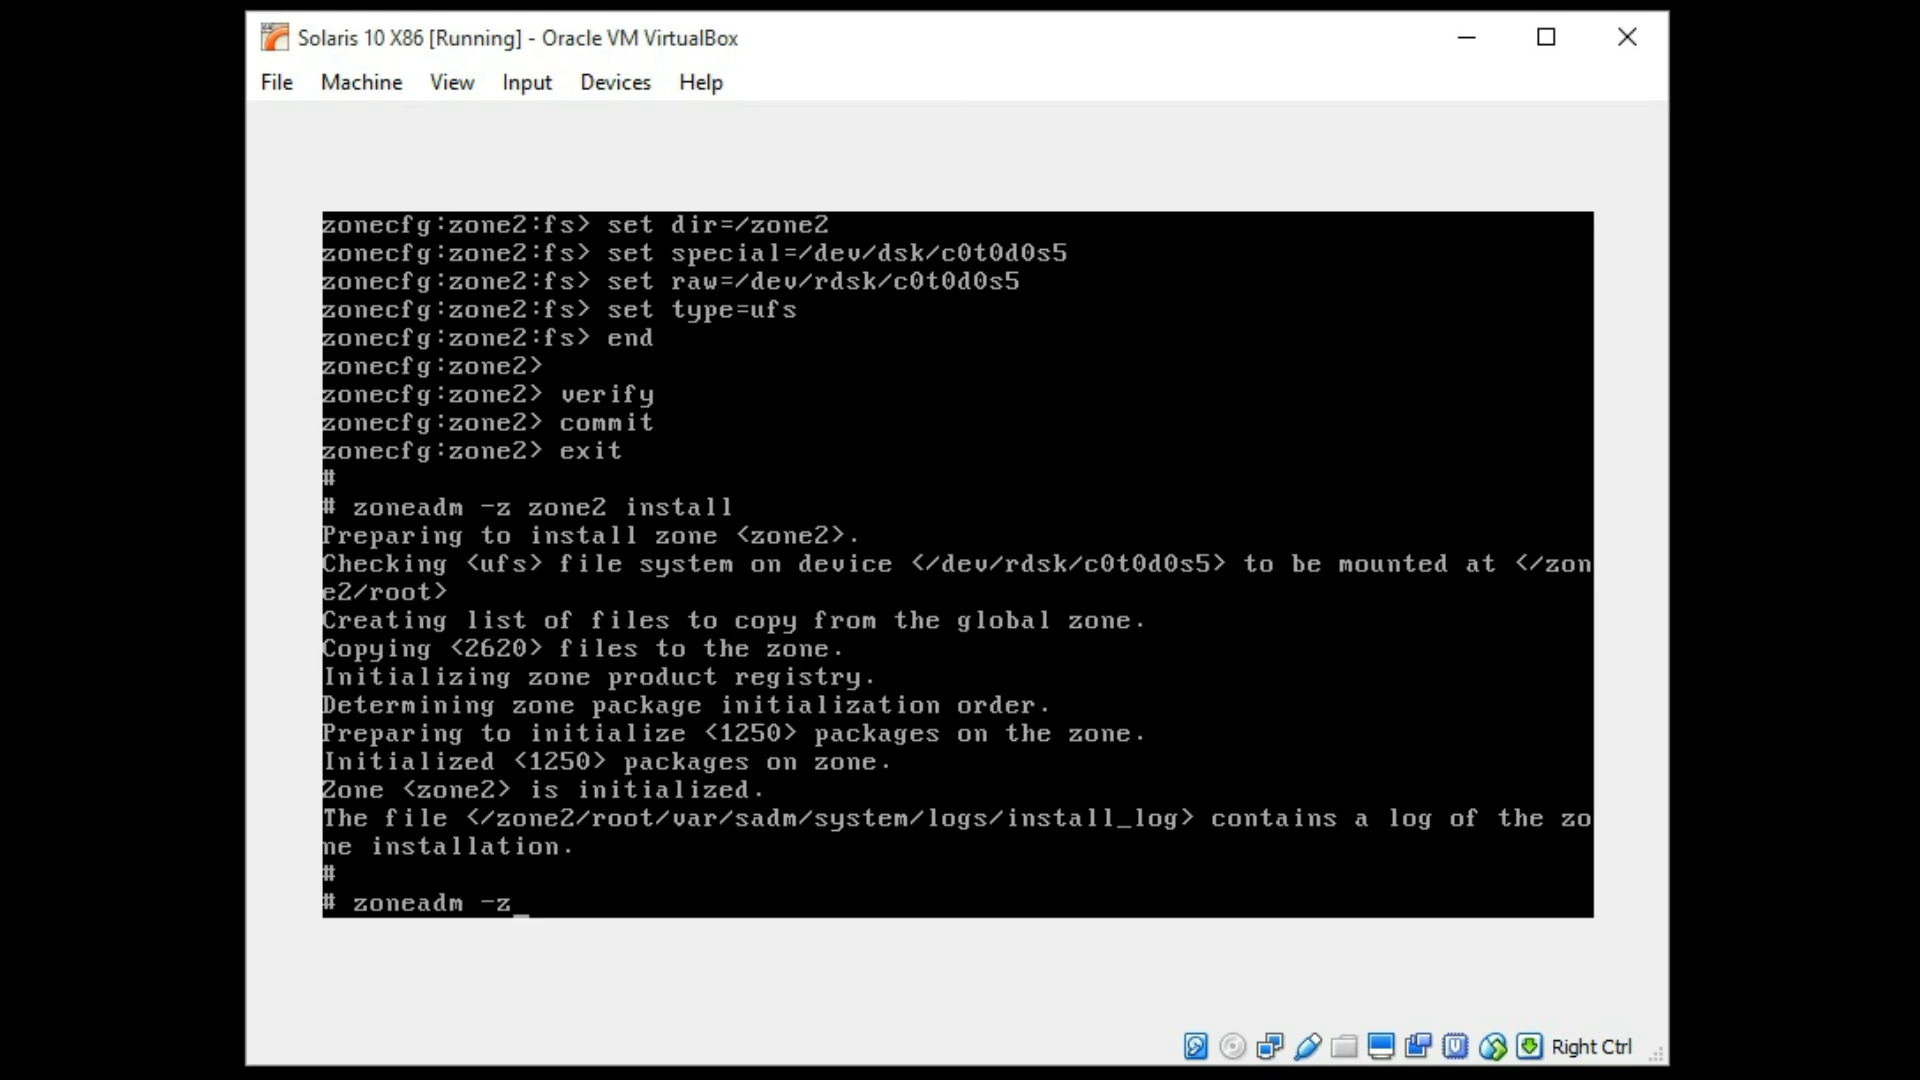 Solaris 10 X86 [Running] - Oracle VM VirtualBox
File Machine View Input Devices Help
zonecfg:zone2:fs> set dir=/zone2
zonecfg:zone2:fs> set special=/dev/dsk/c0t0d0s5
zonecfg:zone2:fs> set raw=/dev/rdsk/c0t0d0s5
zonecfg:zone2:fs> set type=ufs
zonecfg:zone2:fs> end
zonecfg:zone2>
zonecfg:zone2> verify
zonecfg:zone2> commit
zonecfg:zone2> exit
#
# zoneadm -z zone2 install
Preparing to install zone <zone2>.
Checking <ufs> file system on device </dev/rdsk/c0t0d0s5> to be mounted at </zon
e2/root>
Creating list of files to copy from the global zone.
Copying <2620> files to the zone.
Initializing zone product registry.
Determining zone package initialization order.
Preparing to initialize <1250> packages on the zone.
Initialized <1250> packages on zone.
Zone <zone2> is initialized.
The file </zone2/root/var/sadm/system/logs/install_log> contains a log of the zo
ne installation.
#
# zoneadm -z_
Right Ctrl